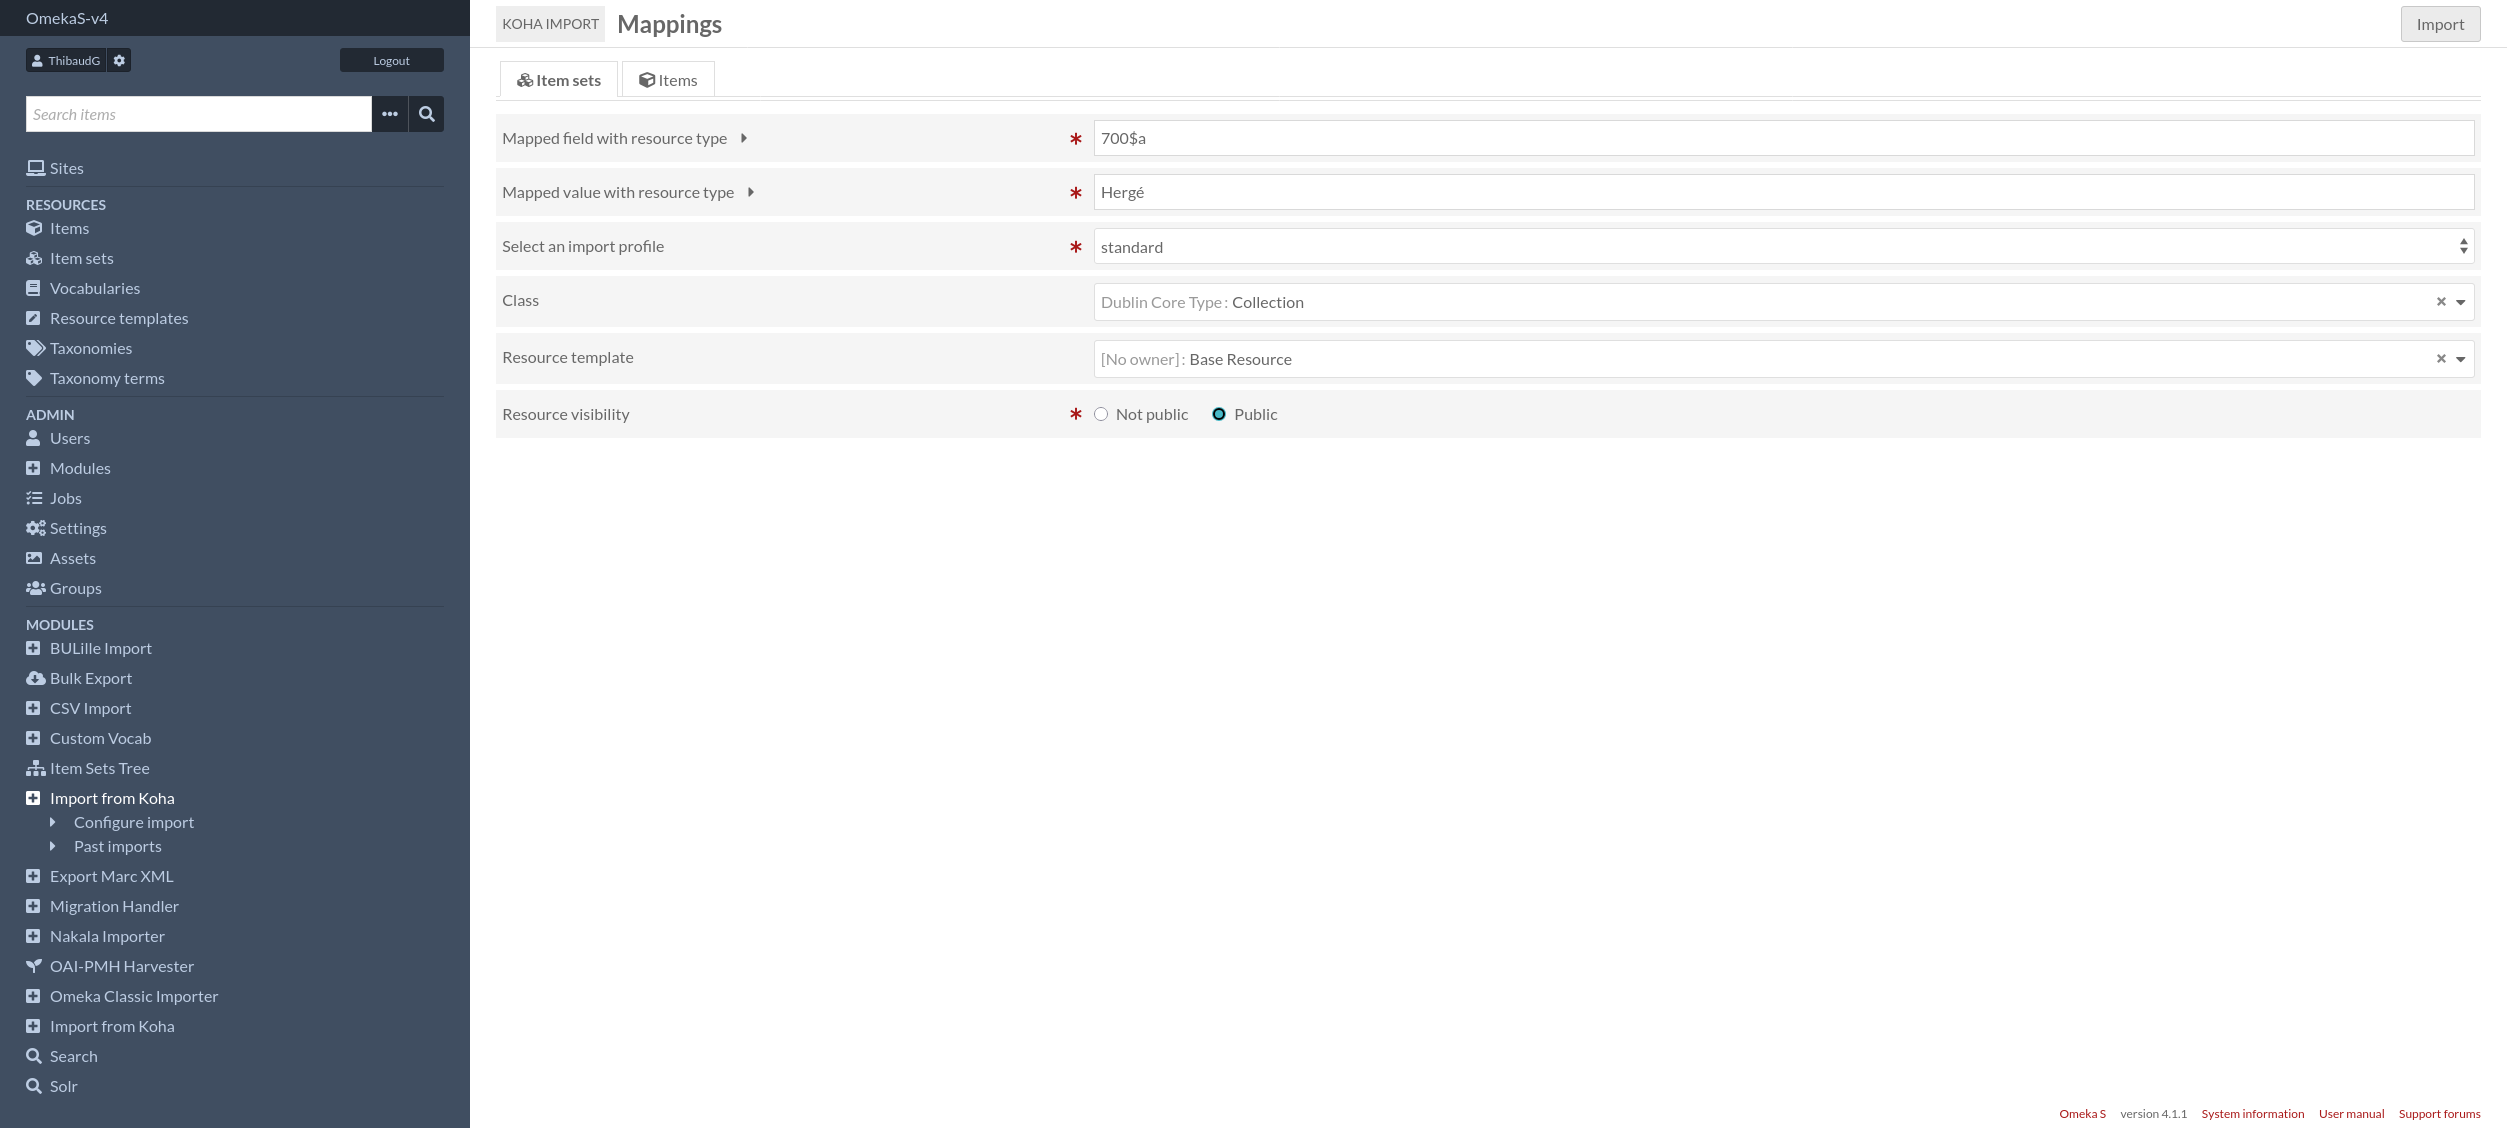 OmekaS-v4
ThibaudG
Logout
Search items
Sites
RESOURCES
Items
Item sets
Vocabularies
Resource templates
Taxonomies
Taxonomy terms
ADMIN
Users
Modules
Jobs
Settings
Assets
Groups
MODULES
BULille Import
Bulk Export
CSV Import
Custom Vocab
Item Sets Tree
Import from Koha
Configure import
Past imports
Export Marc XML
Migration Handler
Nakala Importer
OAI-PMH Harvester
Omeka Classic Importer
Import from Koha
Search
Solr
KOHA IMPORT Mappings
Import
Item sets Items
Mapped field with resource type 700$a
Mapped value with resource type Hergé
Select an import profile standard
Class Dublin Core Type : Collection
Resource template [No owner] : Base Resource
Resource visibility Not public Public
Omeka S version 4.1.1 System information User manual Support forums